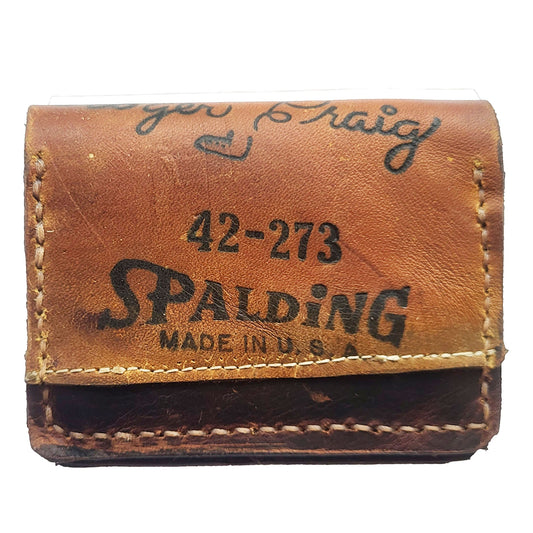 Craig
42-273
SPALDiNG
MADE IN U.S.A